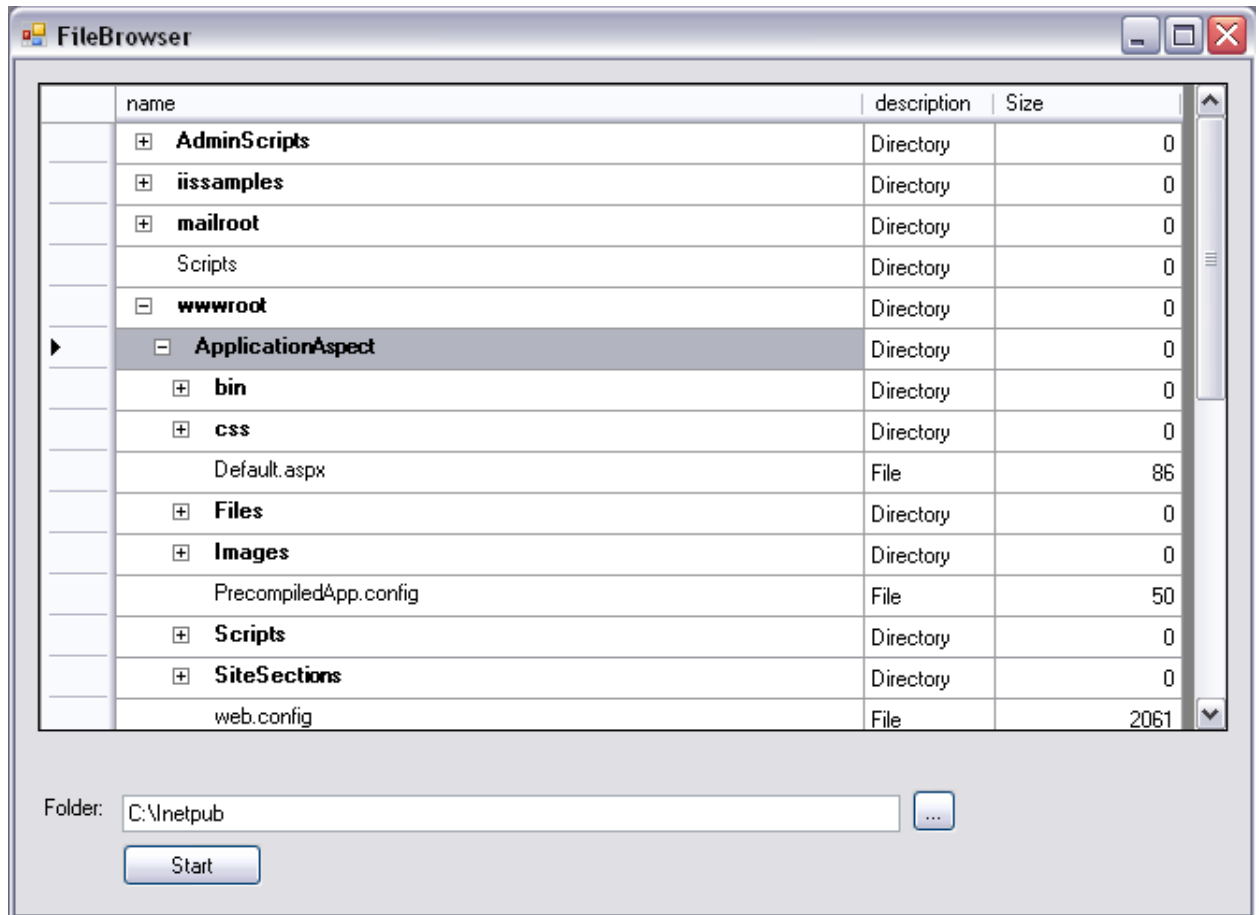 FileBrowser
name description Size
AdminScripts Directory 0
iissamples Directory 0
mailroot Directory 0
Scripts Directory 0
wwwroot Directory 0
ApplicationAspect Directory 0
bin Directory 0
css Directory 0
Default.aspx File 86
Files Directory 0
Images Directory 0
PrecompiledApp.config File 50
Scripts Directory 0
SiteSections Directory 0
web.config File 2061
Folder: C:\Inetpub ...
Start